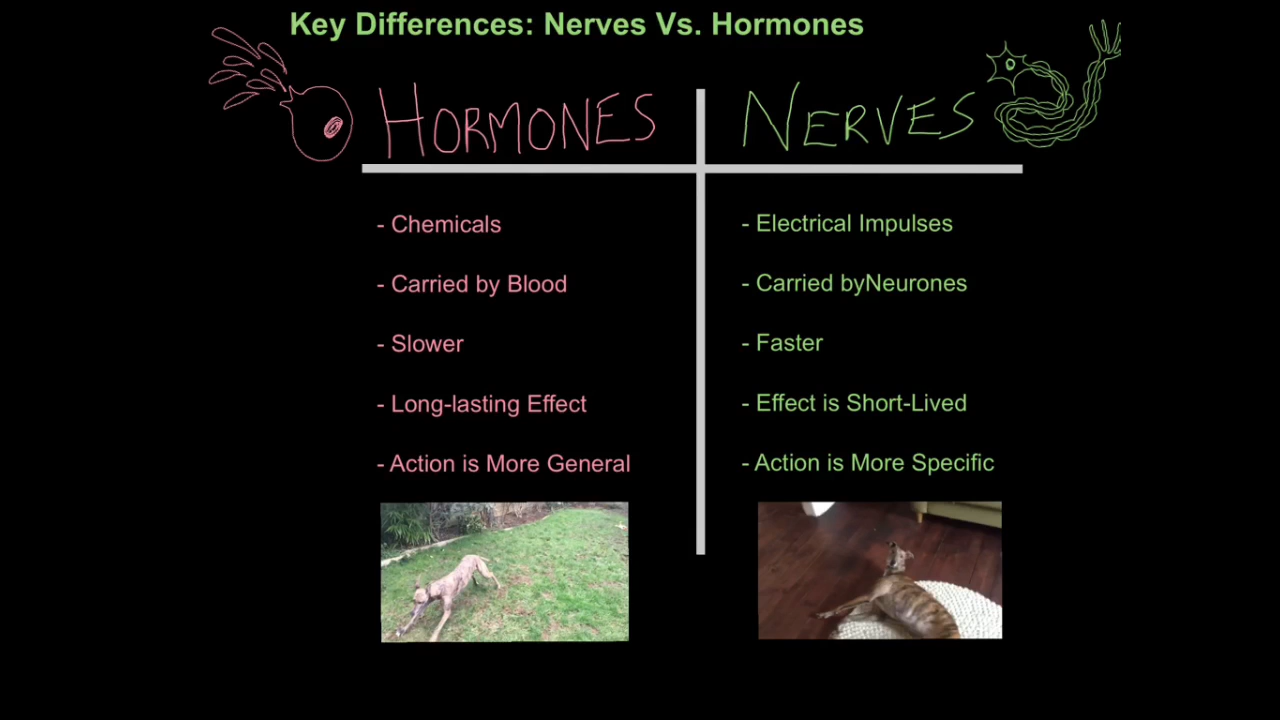 Key Differences: Nerves Vs. Hormones
HORMONES
NERVES
- Chemicals
- Electrical Impulses
- Carried by Blood
- Carried byNeurones
- Slower
- Faster
- Long-lasting Effect
- Effect is Short-Lived
- Action is More General
- Action is More Specific